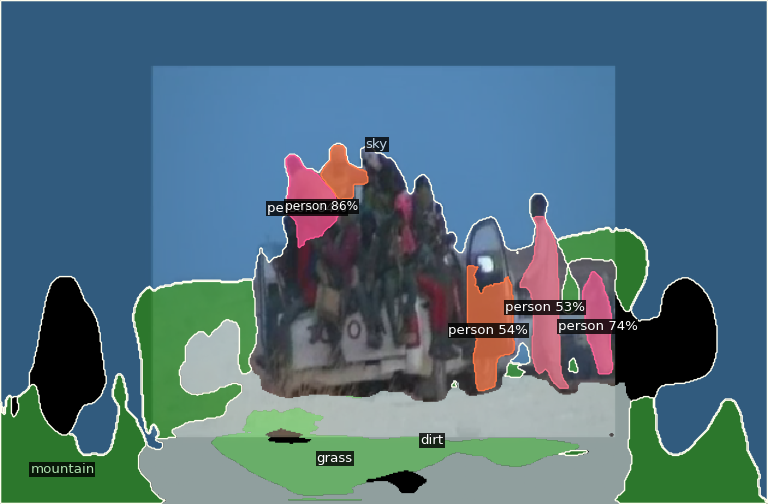 sky
pe
person 86%
person 53%
person 54%
person 74%
dirt
grass
mountain